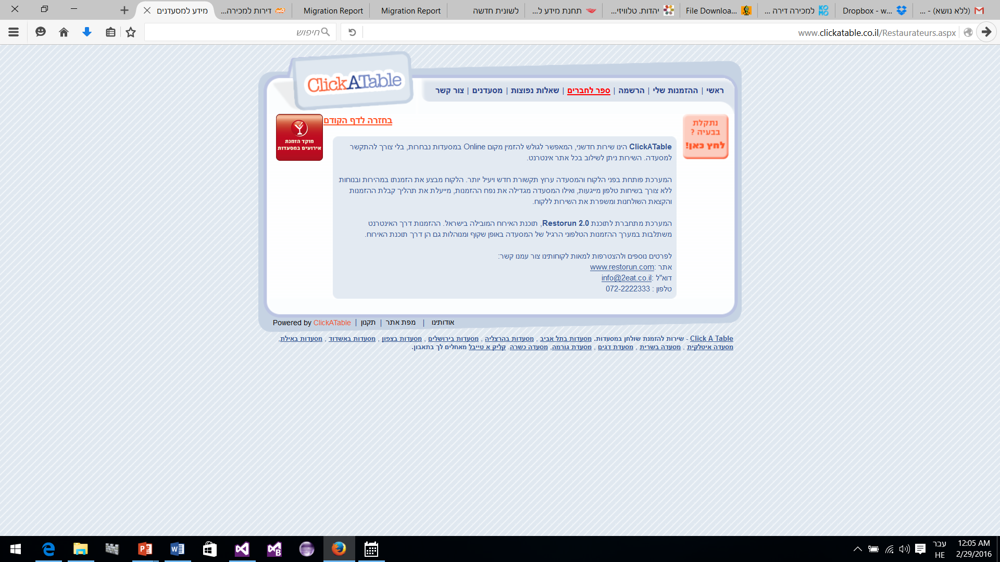 מידע למסעדנים
דירות למכירה...
Migration Report
Migration Report
לשונית חדשה
תחנת מידע ל...
יהדות. טלוויזי...
File Downloa...
למכירה דירה ...
Dropbox - w...
(ללא נושא) - ...
חיפוש
www.clickatable.co.il/Restaurateurs.aspx
ClickATable
ראשי | ההזמנות שלי | הרשמה | ספר לחברים | שאלות נפוצות | מסעדנים | צור קשר
נתקלת
בבעיה ?
לחץ כאן!
בחזרה לדף הקודם
מוקד הזמנת
אירועים במסעדות
ClickATable הינו שירות חדשני, המאפשר לגולש להזמין מקום Online במסעדות נבחרות, בלי צורך להתקשר
למסעדה. השירות ניתן לשילוב בכל אתר אינטרנט.
המערכת פותחת בפני הלקוח והמסעדה ערוץ תקשורת חדש ויעיל יותר. הלקוח מבצע את הזמנתו במהירות ובנוחות
ללא צורך בשיחות טלפון מייגעות, ואילו המסעדה מגדילה את נפח ההזמנות, מייעלת את תהליך קבלת ההזמנות
והקצאת השולחנות ומשפרת את השירות ללקוח.
המערכת מתחברת לתוכנת Restorun 2.0, תוכנת האירוח המובילה בישראל. ההזמנות דרך האינטרנט
משתלבות במערך ההזמנות הטלפוני הרגיל של המסעדה באופן שקוף ומנוהלות גם הן דרך תוכנת האירוח.
לפרטים נוספים ולהצטרפות למאות לקוחותינו צור עמנו קשר:
אתר :www.restorun.com
דוא"ל :info@2eat.co.il
טלפון : 072-2222333
אודותינו | מפת אתר | תקנון | Powered by ClickATable
Click A Table - שירות להזמנת שולחן במסעדות. מסעדות בתל אביב , מסעדות בהרצליה , מסעדות בירושלים , מסעדות בצפון , מסעדות באשדוד , מסעדות באילת,
מסעדה איטלקית , מסעדה בשרית , מסעדת דגים , מסעדת גורמה, מסעדה כשרה. קליק א טייבל מאחלים לך בתאבון.
עבר
HE
12:05 AM
2/29/2016